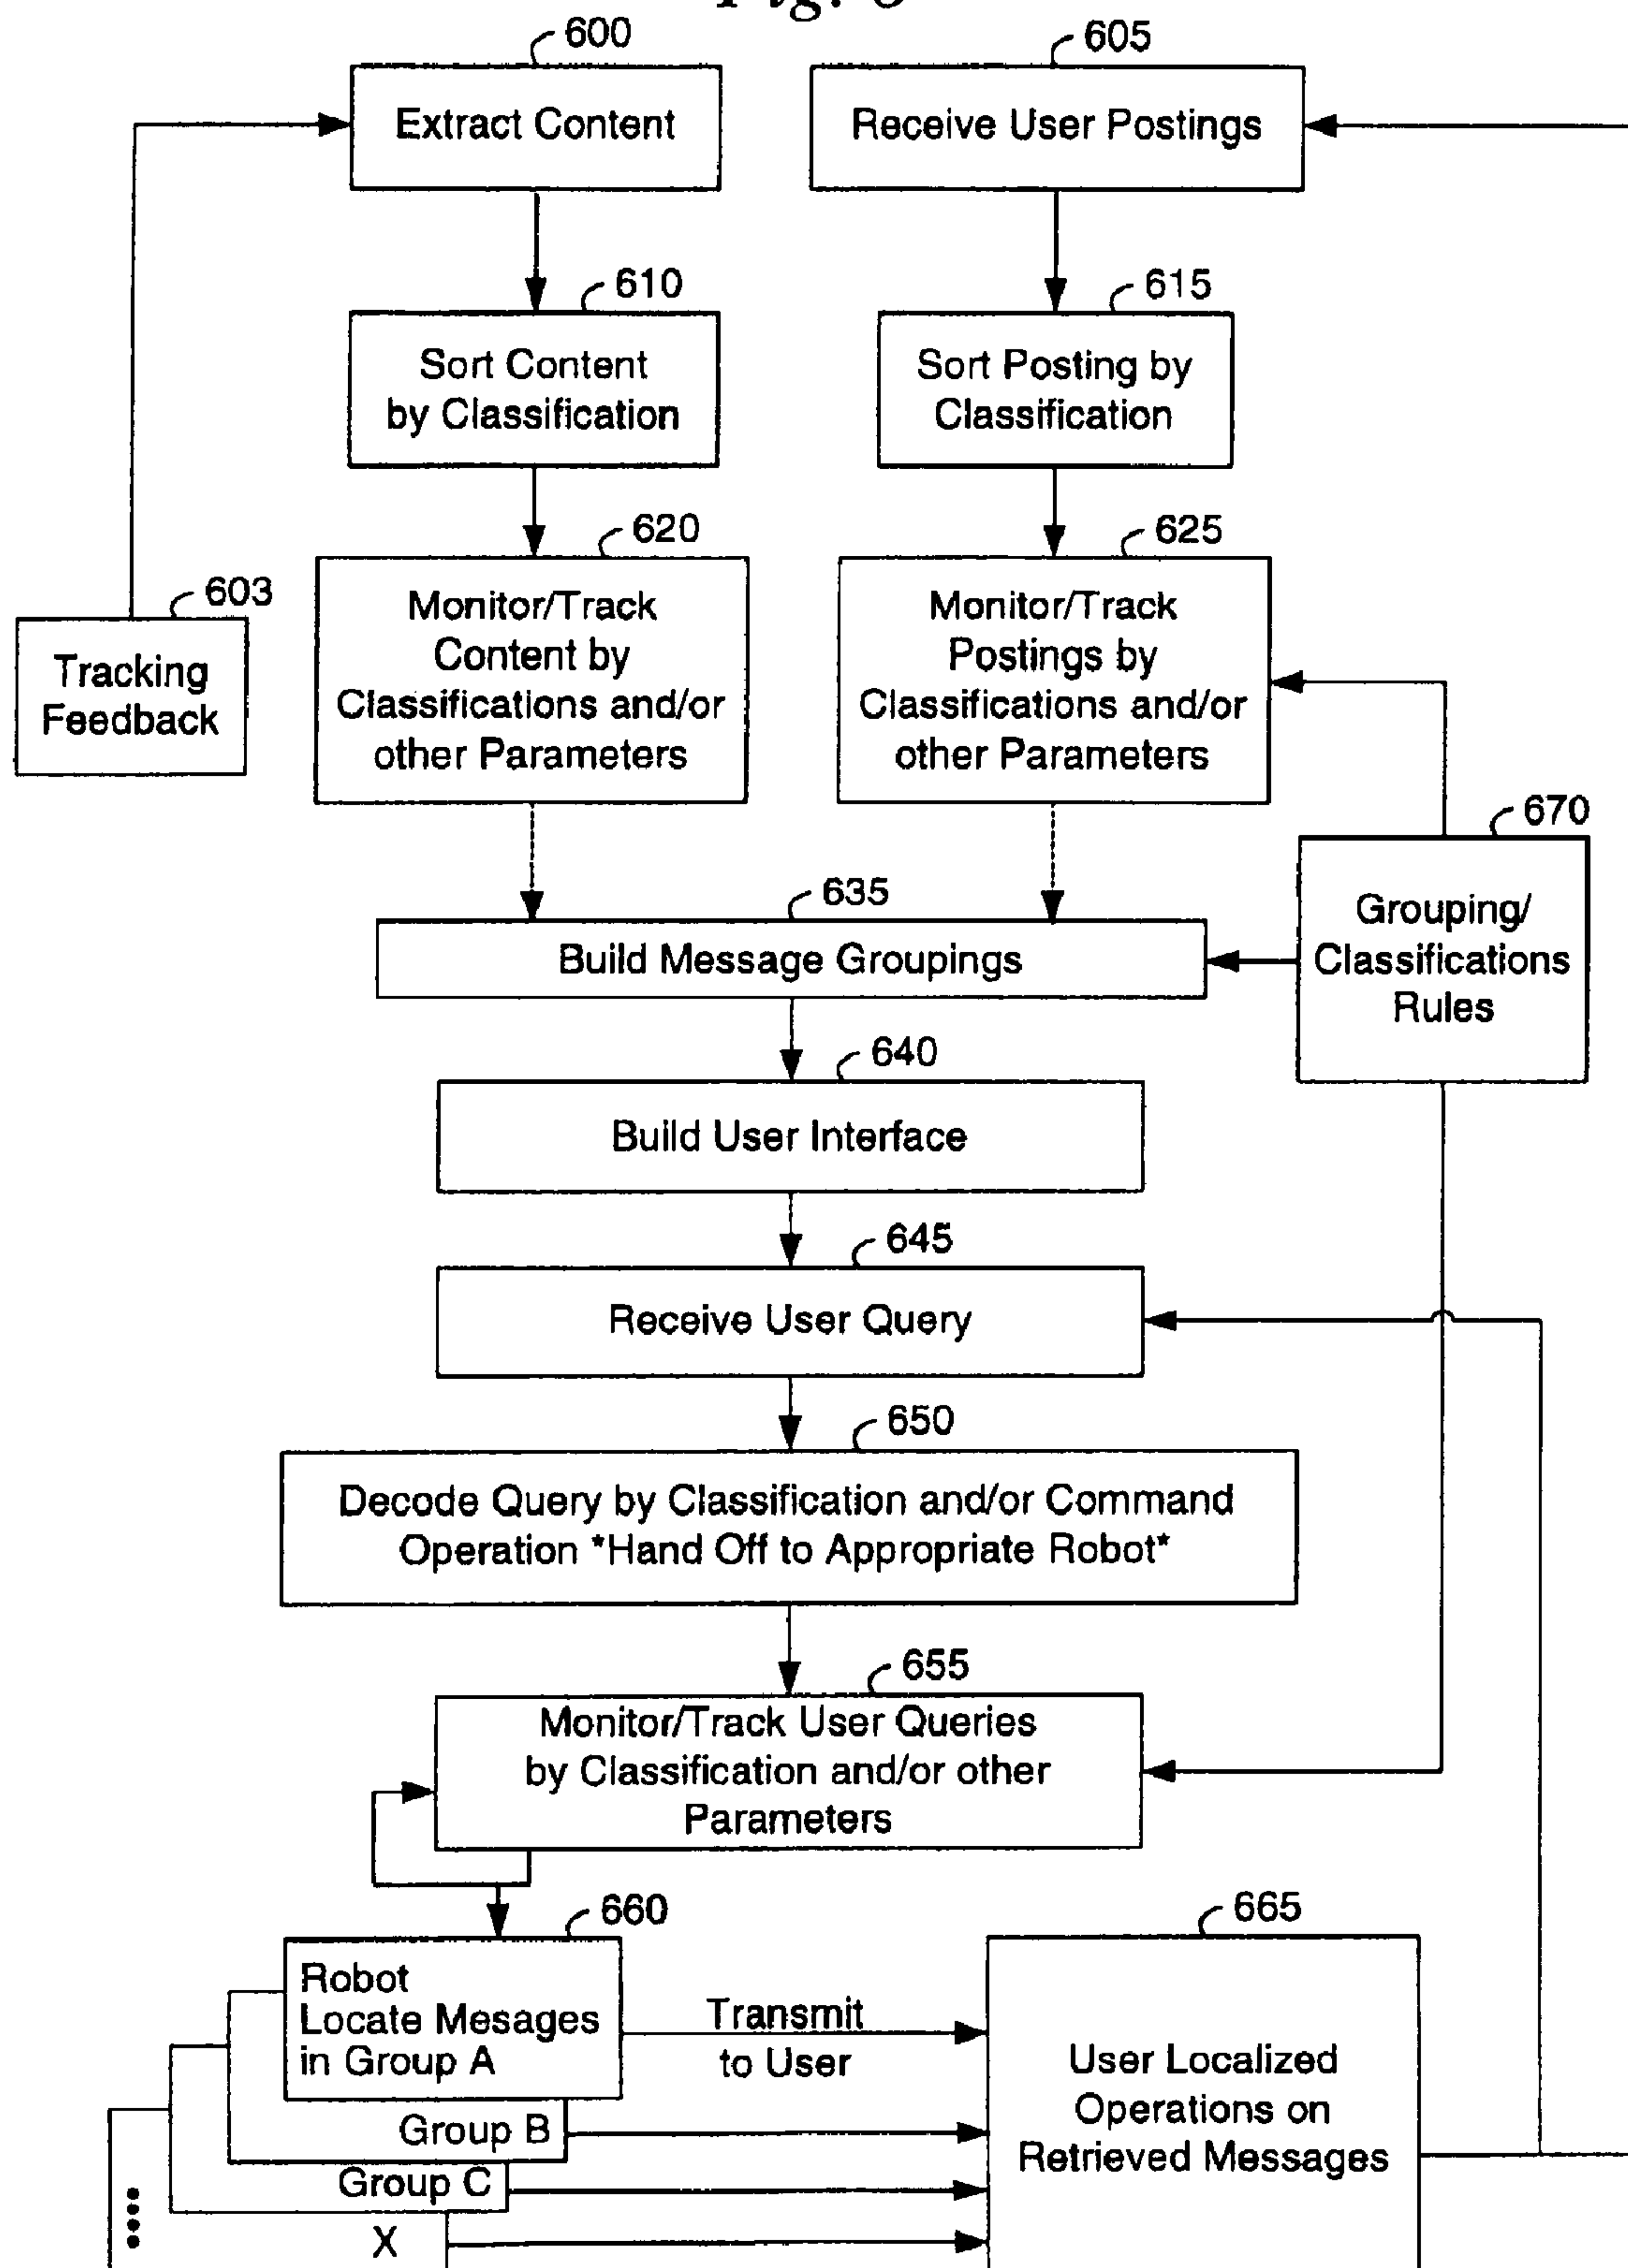 600
605
Extract Content
Receive User Postings
610
615
Sort Content
by Classification
Sort Posting by
Classification
620
625
603
Monitor/Track
Content by
Classifications and/or
other Parameters
Monitor/Track
Postings by
Classifications and/or
other Parameters
Tracking
Feedback
670
Grouping/
Classifications
Rules
635
Build Message Groupings
640
Build User Interface
645
Receive User Query
650
Decode Query by Classification and/or Command
Operation *Hand Off to Appropriate Robot*
655
Monitor/Track User Queries
by Classification and/or other
Parameters
660
665
Robot
Locate Mesages
in Group A
Transmit
to User
User Localized
Operations on
Retrieved Messages
Group B
Group C
X